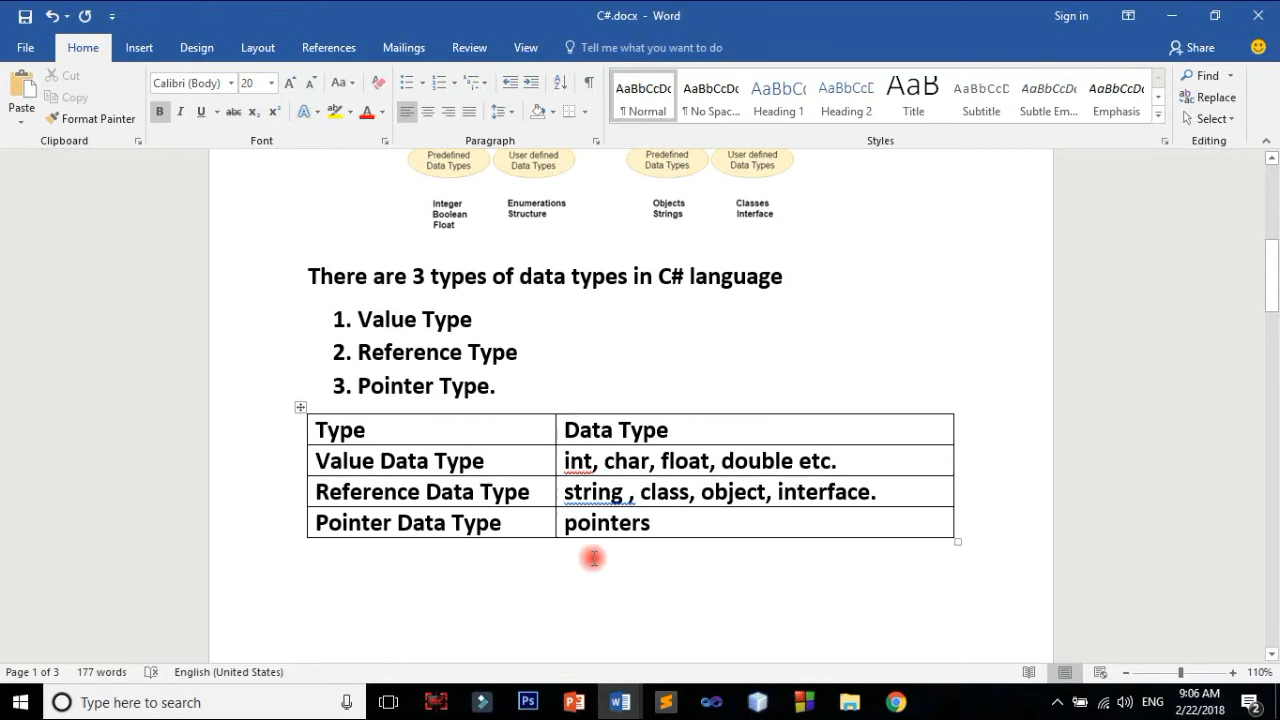 C#.docx - Word
Sign in
File
Home
Insert
Design
Layout
References
Mailings
Review
View
Tell me what you want to do
Share
Paste
Cut
Copy
Format Painter
Clipboard
Calibri (Body)
20
Font
Paragraph
AaBbCcDc
¶ Normal
AaBbCcDc
¶ No Spac...
AaBbCc
Heading 1
AaBbCcD
Heading 2
AaB
Title
AaBbCcD
Subtitle
AaBbCcDc
Subtle Em...
AaBbCcDc
Emphasis
Styles
Find
Replace
Select
Editing
Predefined
Data Types
User defined
Data Types
Predefined
Data Types
User defined
Data Types
Integer
Boolean
Float
Enumerations
Structure
Objects
Strings
Classes
Interface
There are 3 types of data types in C# language
1. Value Type
2. Reference Type
3. Pointer Type.
Type Data Type
Value Data Type int, char, float, double etc.
Reference Data Type string , class, object, interface.
Pointer Data Type pointers
Page 1 of 3 177 words English (United States) 110%
Type here to search
ENG
9:06 AM
2/22/2018
2